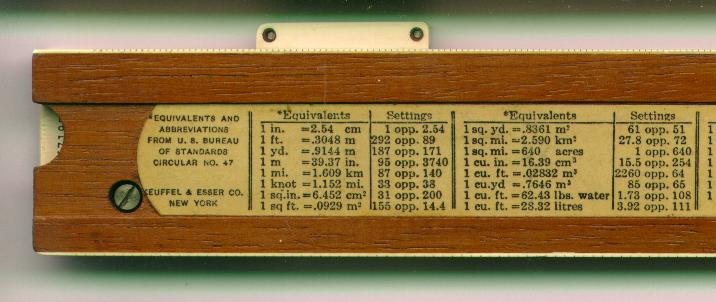 *EQUIVALENTS AND
ABBREVIATIONS
FROM U. S. BUREAU
OF STANDARDS
CIRCULAR NO. 47
KEUFFEL & ESSER CO.
NEW YORK
*Equivalents Settings
1 in. =2.54 cm 1 opp. 2.54
1 ft. =.3048 m 292 opp. 89
1 yd. =.9144 m 187 opp. 171
1 m =39.37 in. 95 opp. 3740
1 mi. =1.609 km 87 opp. 140
1 knot =1.152 mi. 33 opp. 38
1 sq.in.=6.452 cm² 31 opp. 200
1 sq ft. =.0929 m² 155 opp. 14.4
*Equivalents Settings
1 sq. yd. =.8361 m² 61 opp. 51
1 sq. mi. =2.590 km² 27.8 opp. 72
1 sq. mi. =640 acres 1 opp. 640
1 cu. in. =16.39 cm³ 15.5 opp. 254
1 cu. ft. =.02832 m³ 2260 opp. 64
1 cu.yd =.7646 m³ 85 opp. 65
1 cu. ft. =62.43 lbs. water 1.73 opp. 108
1 cu. ft. =28.32 litres 3.92 opp. 111